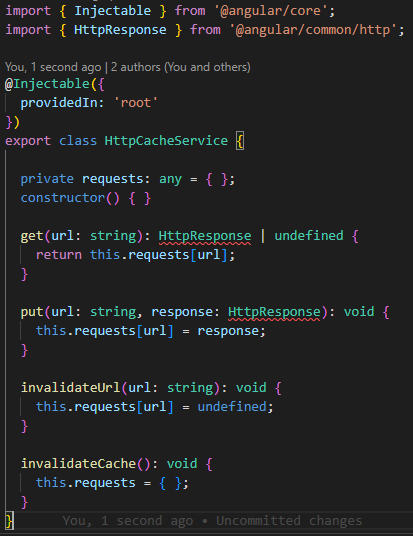 import { Injectable } from '@angular/core';
import { HttpResponse } from '@angular/common/http';
You, 1 second ago | 2 authors (You and others)
@Injectable({
  providedIn: 'root'
})
export class HttpCacheService {
  private requests: any = { };
  constructor() { }
  get(url: string): HttpResponse | undefined {
    return this.requests[url];
  }
  put(url: string, response: HttpResponse): void {
    this.requests[url] = response;
  }
  invalidateUrl(url: string): void {
    this.requests[url] = undefined;
  }
  invalidateCache(): void {
    this.requests = { };
  }
} You, 1 second ago • Uncommitted changes